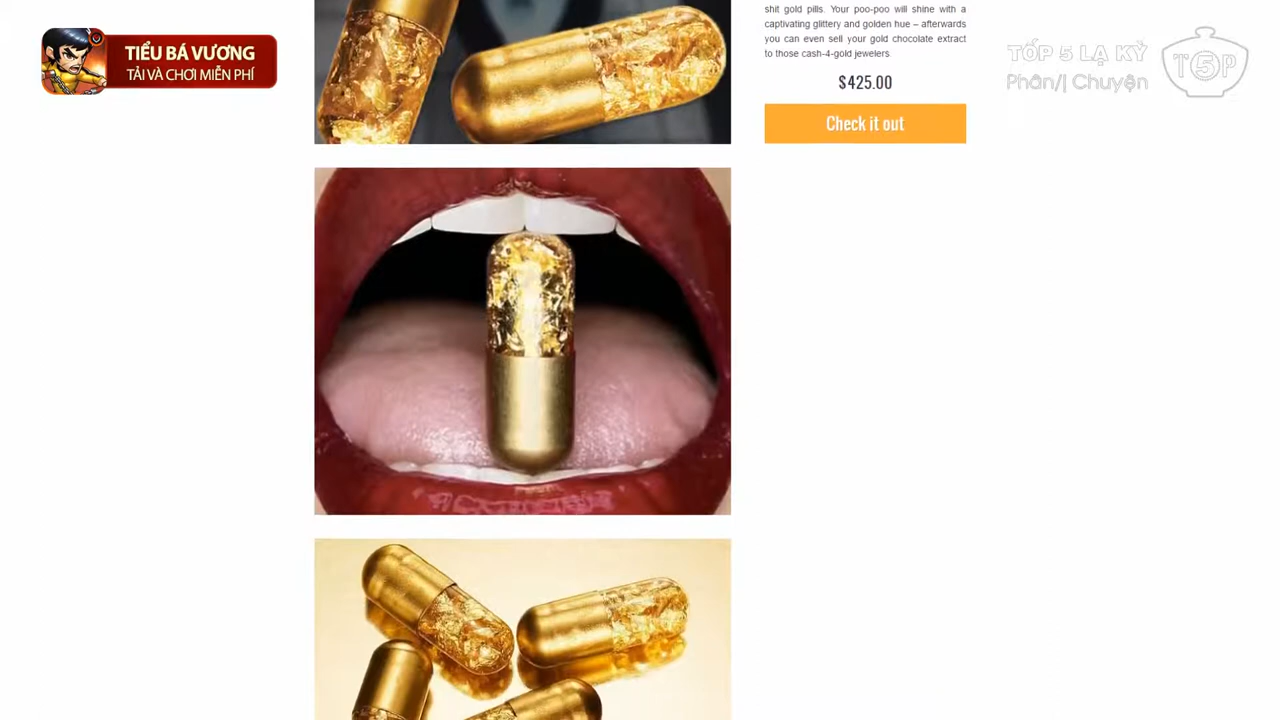 TIỂU BÁ VƯƠNG
TẢI VÀ CHƠI MIỄN PHÍ
shit gold pills. Your poo-poo will shine with a
captivating glittery and golden hue – afterwards
you can even sell your gold chocolate extract
to those cash-4-gold jewelers
$425.00
Check it out
TỐP 5 LẠ KỲ
Phân/| Chuyện
T5P